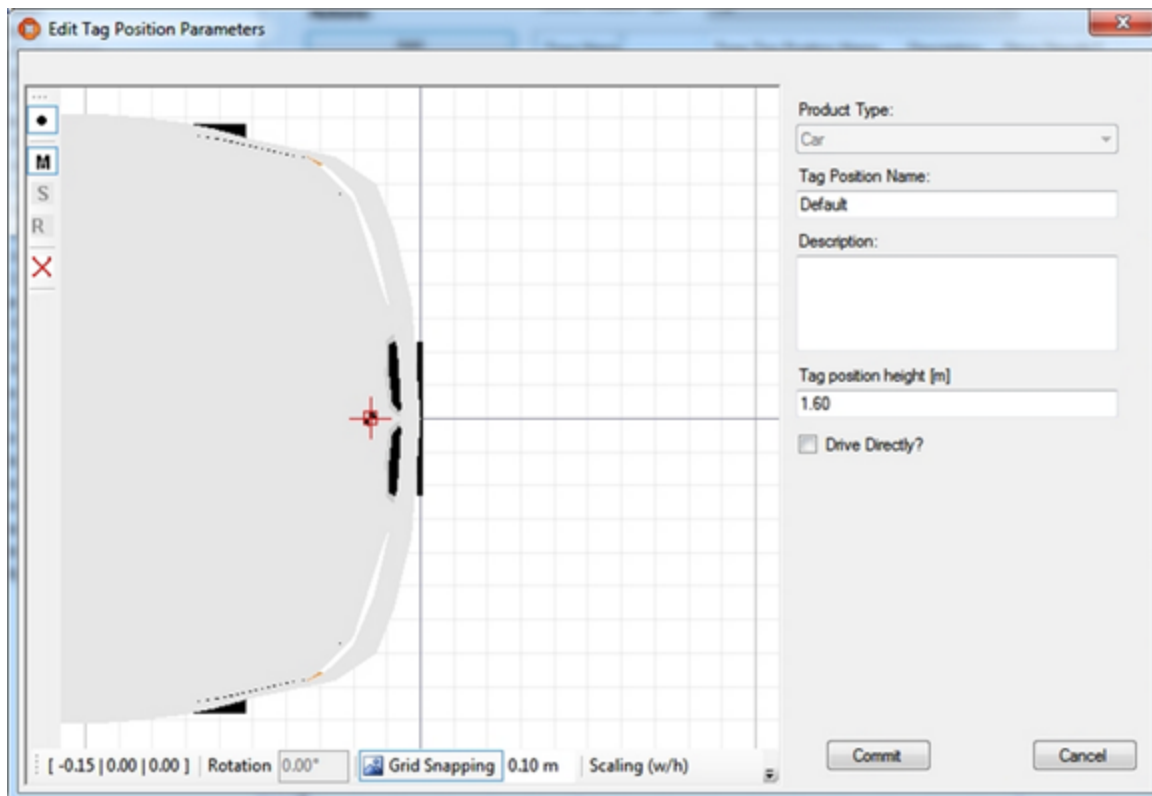 Edit Tag Position Parameters
Product Type:
Car
Tag Position Name:
Default
Description:
Tag position height [m]
1.60
Drive Directly?
M
S
R
[ -0.15 | 0.00 | 0.00 ] Rotation 0.00° Grid Snapping 0.10 m Scaling (w/h)
Commit Cancel